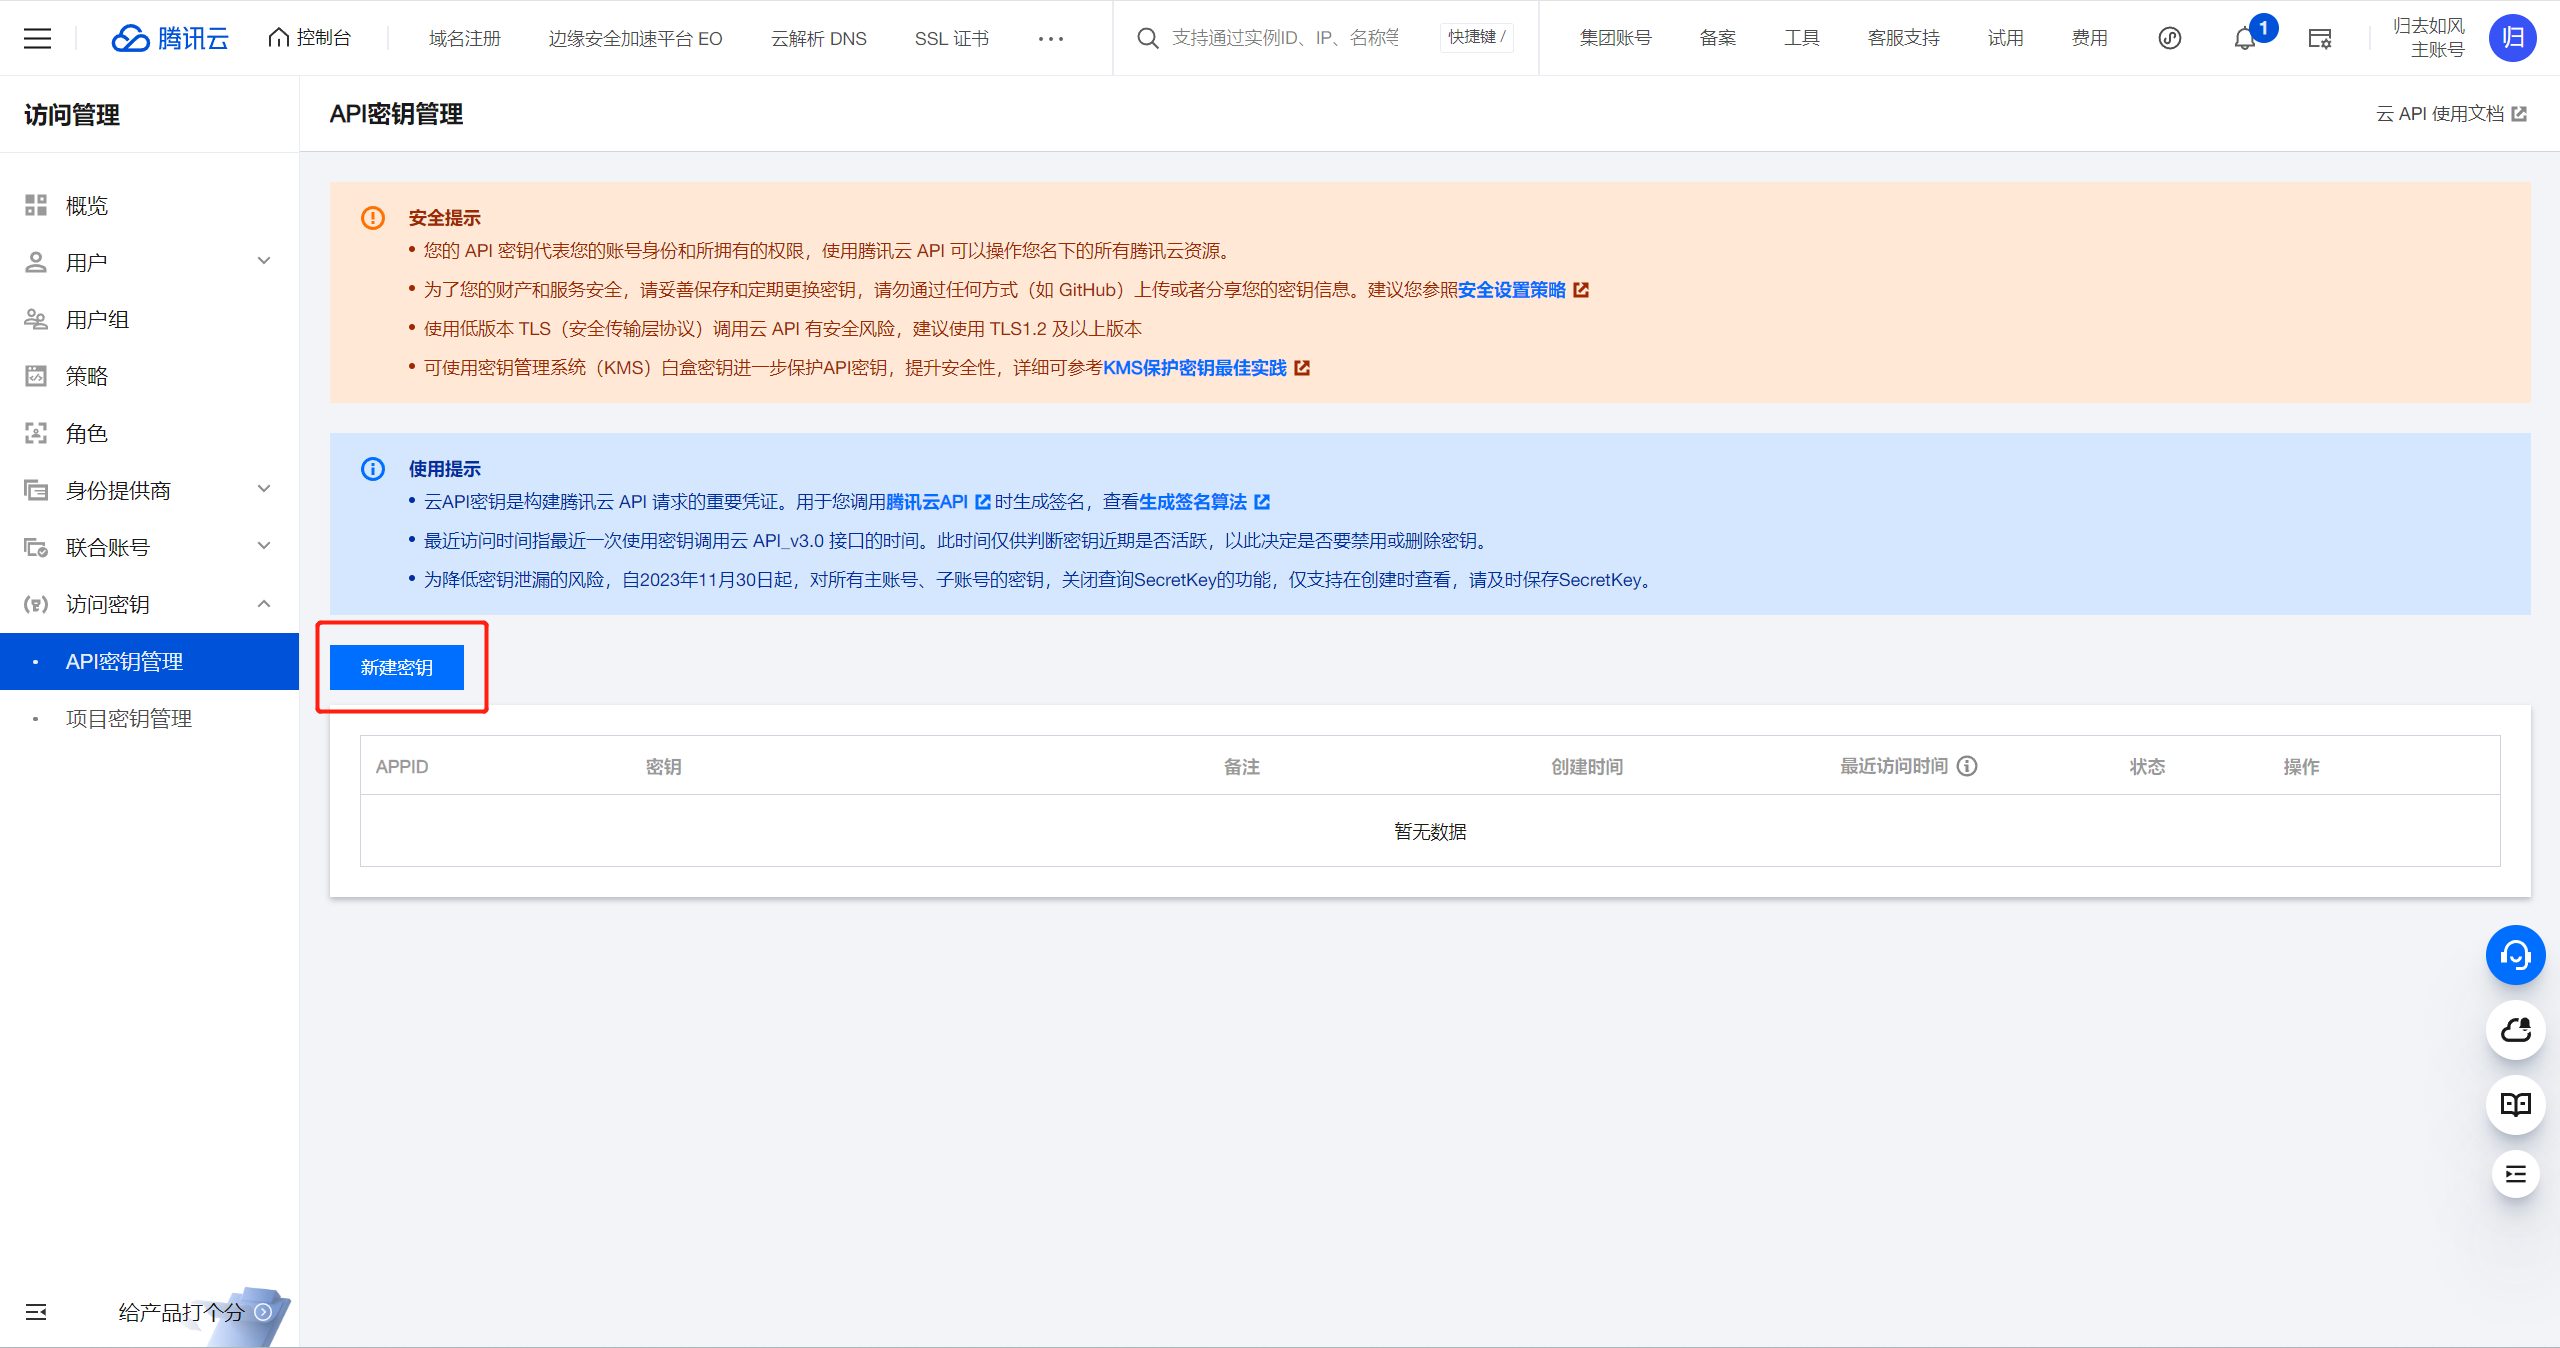 腾讯云 控制台 域名注册 边缘安全加速平台 EO 云解析 DNS SSL 证书 ··· 支持通过实例ID、IP、名称等 快捷键 / 集团账号 备案 工具 客服支持 试用 费用 1 归去如风 归
主账号
访问管理
API密钥管理
云 API 使用文档
概览
用户
用户组
策略
角色
身份提供商
联合账号
访问密钥
API密钥管理
项目密钥管理
给产品打个分
安全提示
• 您的 API 密钥代表您的账号身份和所拥有的权限，使用腾讯云 API 可以操作您名下的所有腾讯云资源。
• 为了您的财产和服务安全，请妥善保存和定期更换密钥，请勿通过任何方式（如 GitHub）上传或者分享您的密钥信息。建议您参照安全设置策略
• 使用低版本 TLS（安全传输层协议）调用云 API 有安全风险，建议使用 TLS1.2 及以上版本
• 可使用密钥管理系统（KMS）白盒密钥进一步保护API密钥，提升安全性，详细可参考KMS保护密钥最佳实践
使用提示
• 云API密钥是构建腾讯云 API 请求的重要凭证。用于您调用腾讯云API 时生成签名，查看生成签名算法
• 最近访问时间指最近一次使用密钥调用云 API_v3.0 接口的时间。此时间仅供判断密钥近期是否活跃，以此决定是否要禁用或删除密钥。
• 为降低密钥泄漏的风险，自2023年11月30日起，对所有主账号、子账号的密钥，关闭查询SecretKey的功能，仅支持在创建时查看，请及时保存SecretKey。
新建密钥
APPID 密钥 备注 创建时间 最近访问时间 状态 操作
暂无数据